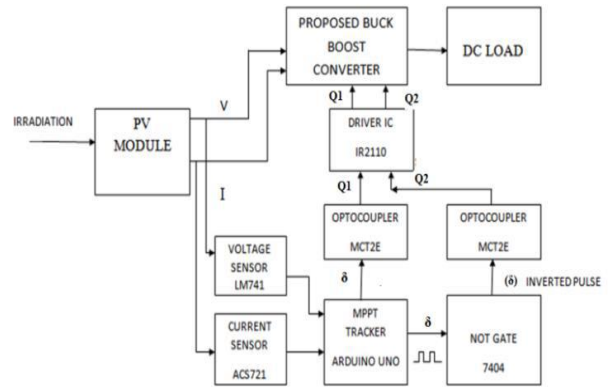 PROPOSED BUCK
BOOST
CONVERTER
DC LOAD
Q1
Q2
V
IRRADIATION
PV
MODULE
DRIVER IC
IR2110
I
Q1
Q2
OPTOCOUPLER
MCT2E
OPTOCOUPLER
MCT2E
VOLTAGE
SENSOR
LM741
δ
(δ) INVERTED PULSE
MPPT
TRACKER
ARDUINO UNO
δ
NOT GATE
7404
CURRENT
SENSOR
ACS721